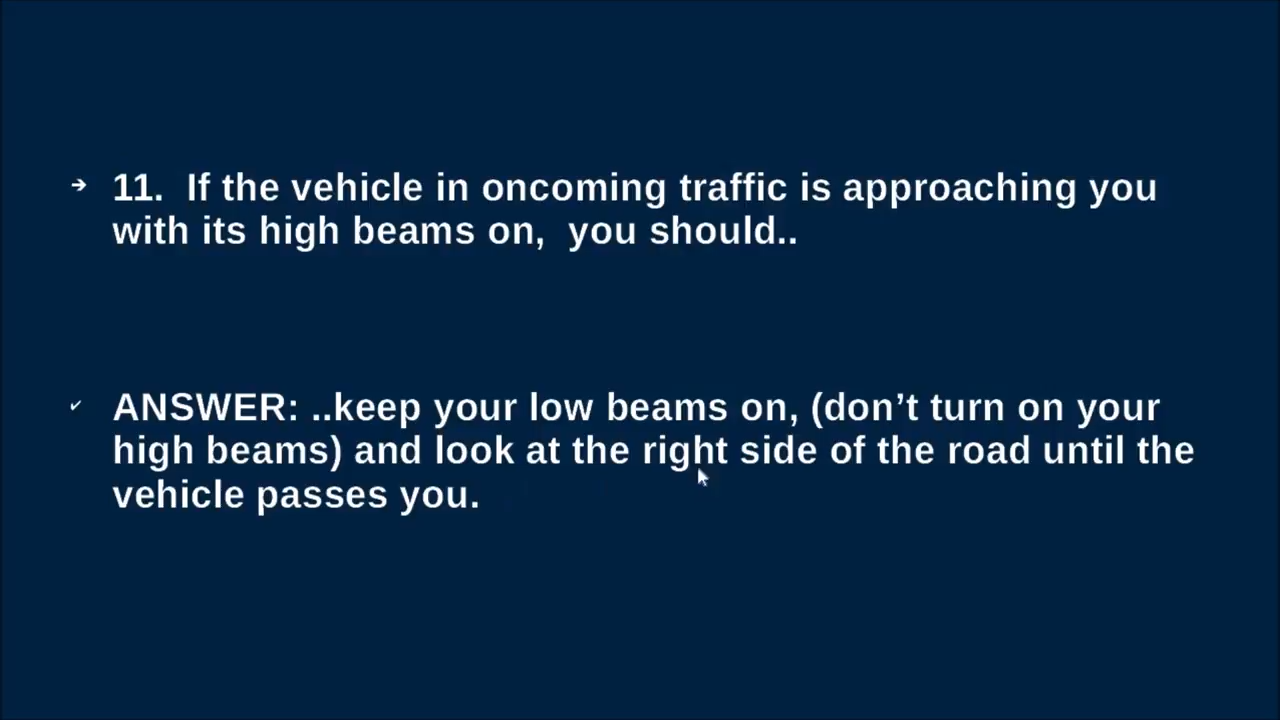 ➔ 11.  If the vehicle in oncoming traffic is approaching you
with its high beams on,  you should..
✔ ANSWER: ..keep your low beams on, (don’t turn on your
high beams) and look at the right side of the road until the
vehicle passes you.